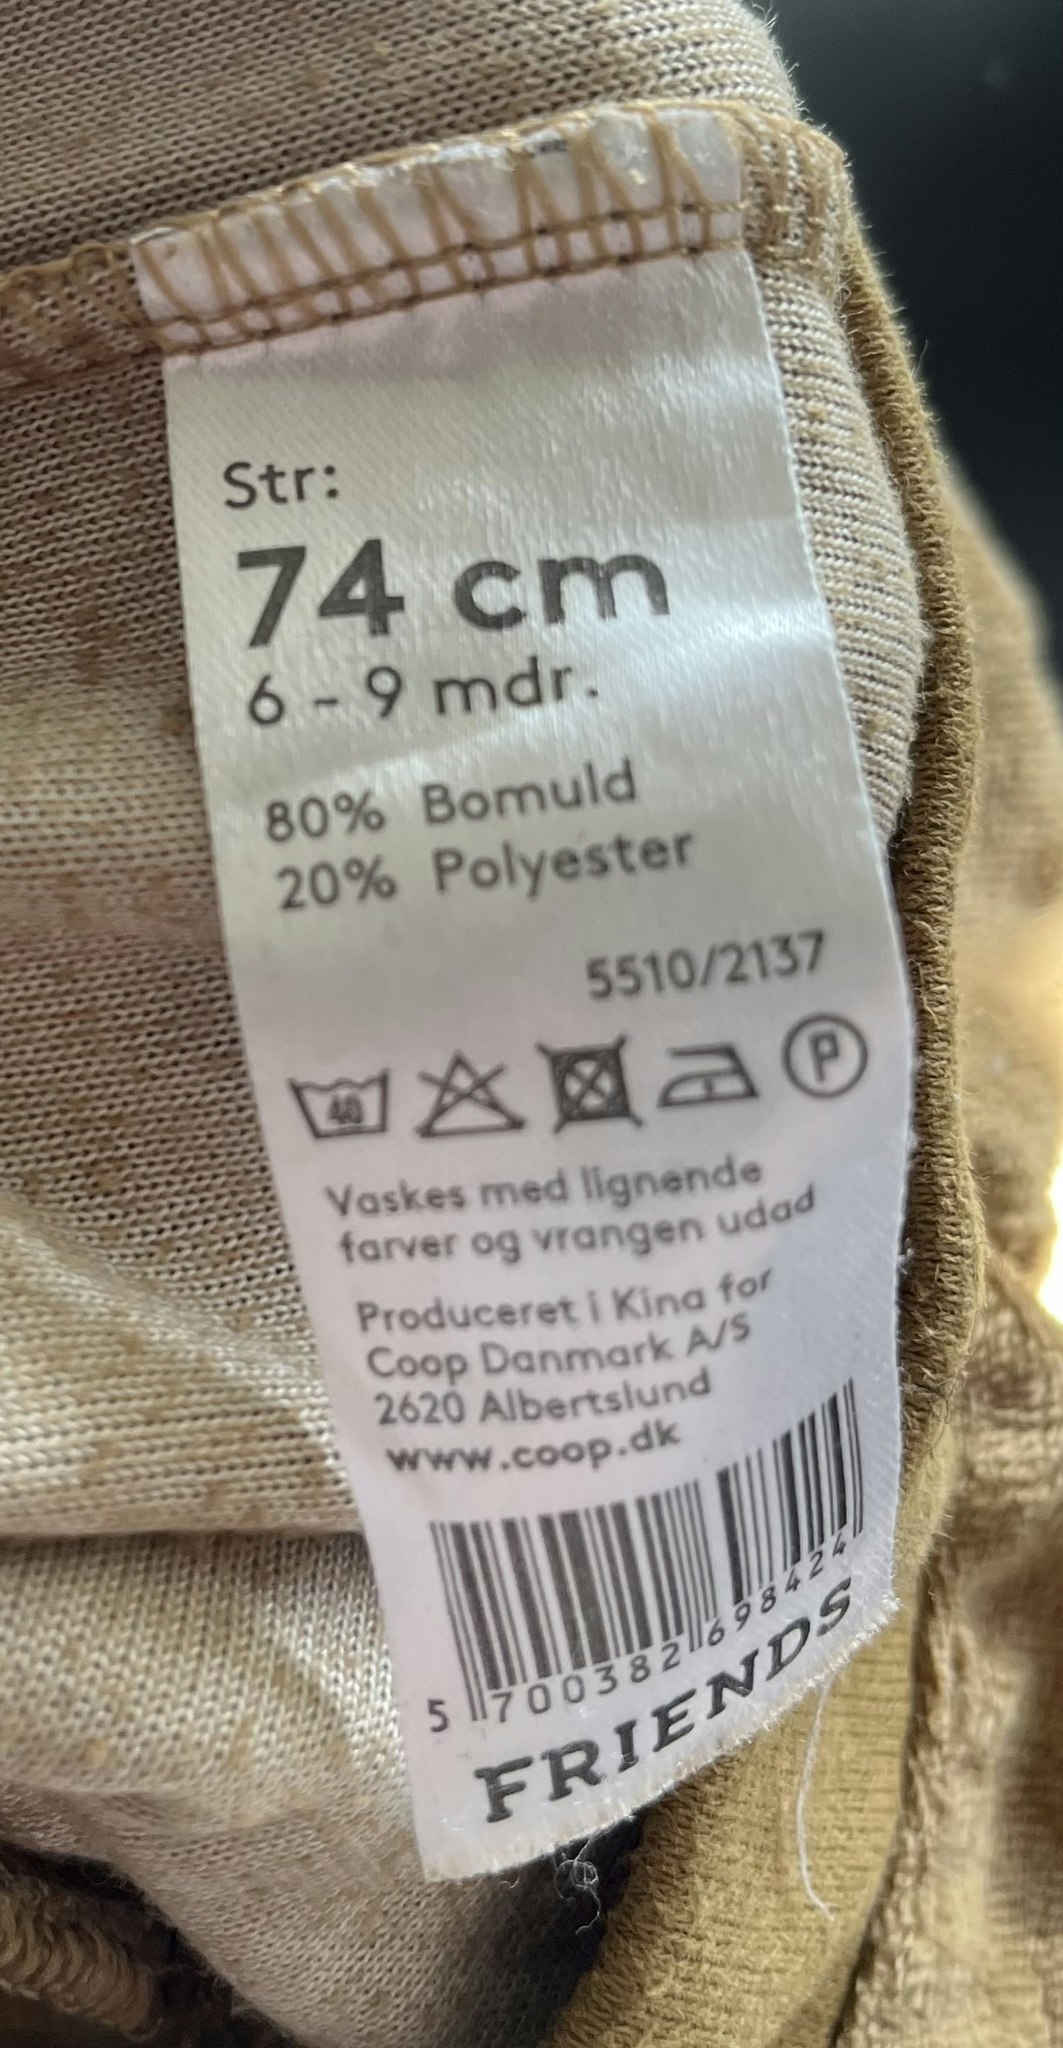 Str:
74 cm
6 - 9 mdr.
80% Bomuld
20% Polyester
5510/2137
40
P
Vaskes med lignende
farver og vrangen udad
Produceret i Kina for
Coop Danmark A/S
2620 Albertslund
www.coop.dk
5 700382 698424
FRIENDS